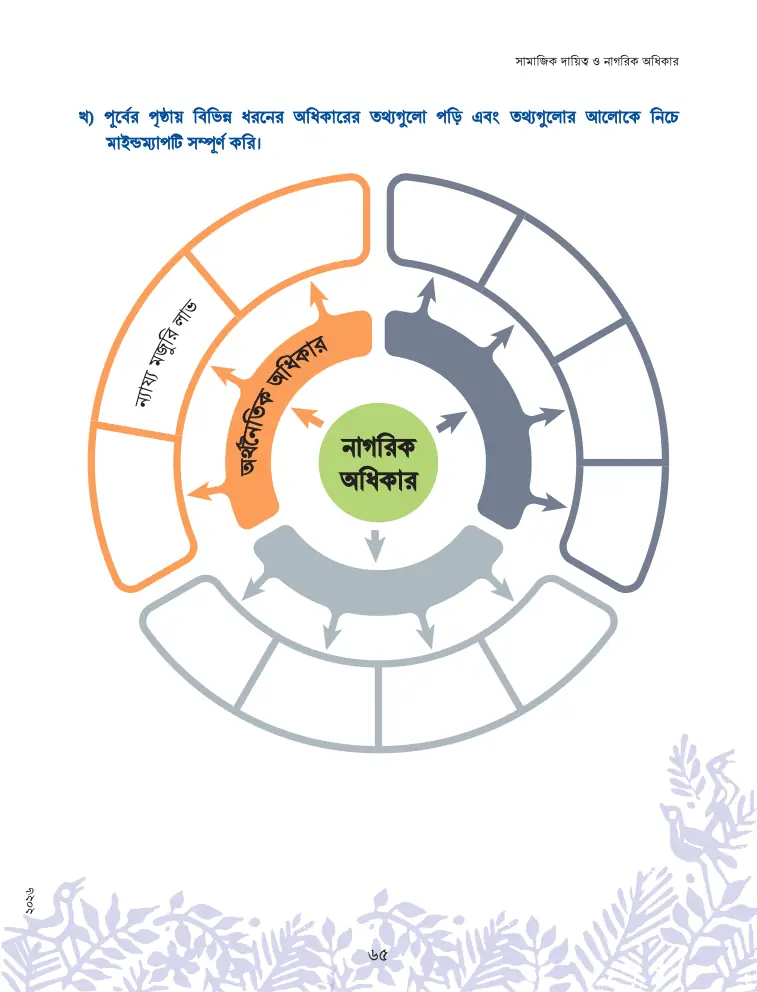 সামাজিক দায়িত্ব ও নাগরিক অধিকার
খ) পূর্বের পৃষ্ঠায় বিভিন্ন ধরনের অধিকারের তথ্যগুলো পড়ি এবং তথ্যগুলোর আলোকে নিচে
মাইন্ডম্যাপটি সম্পূর্ণ করি।
ন্যায্য মজুরি লাভ
অর্থনৈতিক অধিকার
নাগরিক
অধিকার
২০২৬
৬৫